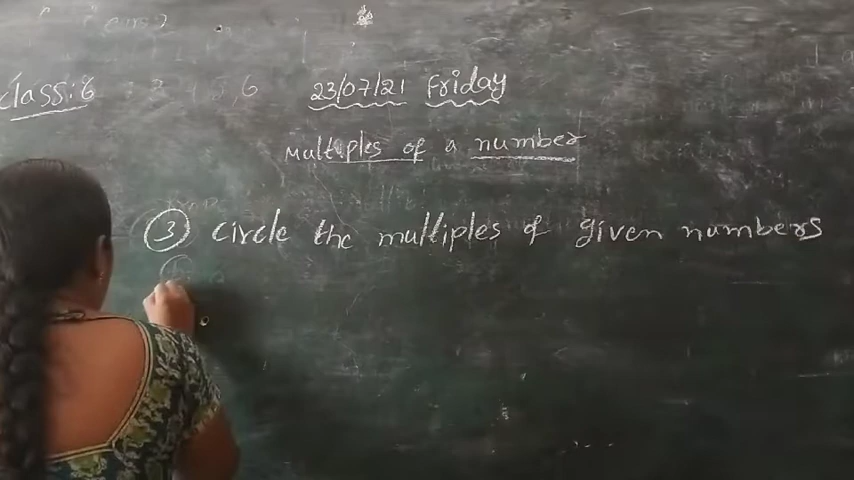 class: 6 23/07/21 Friday
Multiples of a number
3 circle the multiples of given numbers